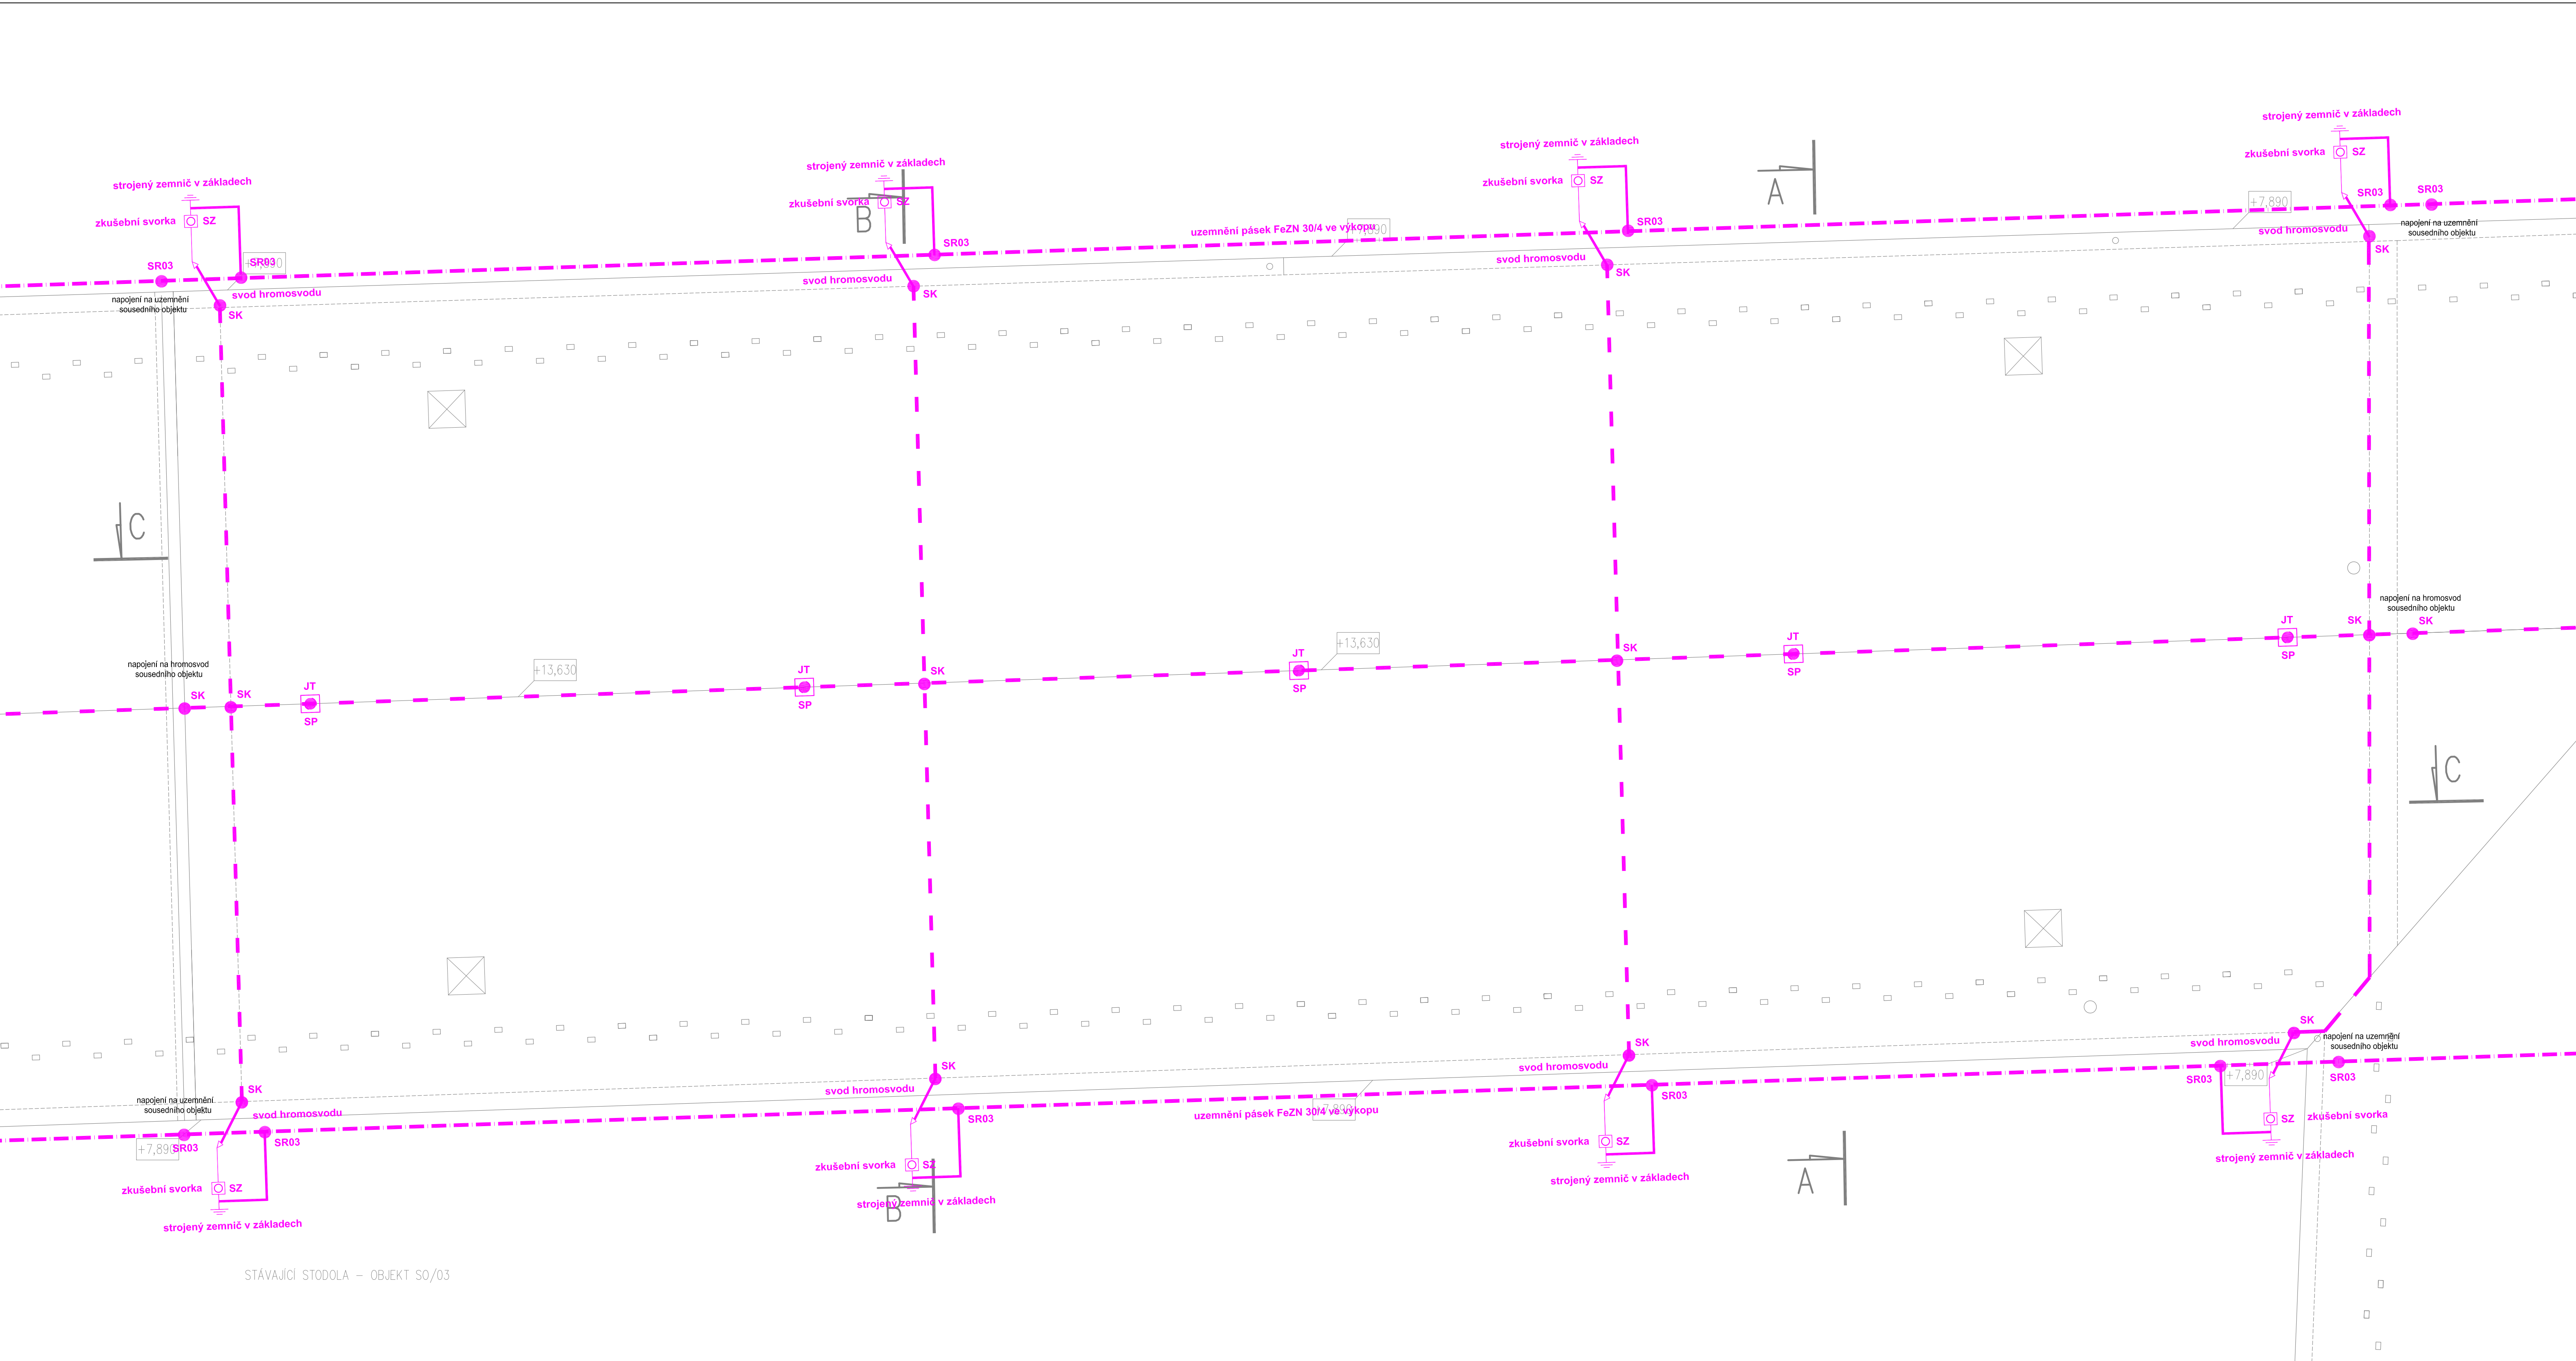 strojený zemnič v základech
zkušební svorka
SZ
SR03
SR03
+7,890
svod hromosvodu
napojení na uzemnění
sousedního objektu
SK
strojený zemnič v základech
zkušební svorka
SZ
B
SR03
svod hromosvodu
SK
uzemnění pásek FeZN 30/4 ve výkopu
+7,890
strojený zemnič v základech
zkušební svorka
SZ
SR03
svod hromosvodu
SK
A
strojený zemnič v základech
zkušební svorka
SZ
SR03
SR03
+7,890
svod hromosvodu
napojení na uzemnění
sousedního objektu
SK
C
napojení na hromosvod
sousedního objektu
SK
SK
JT
SP
+13,630
JT
SP
SK
JT
SP
+13,630
SK
JT
SP
JT
SP
SK
napojení na hromosvod
sousedního objektu
SK
C
SK
napojení na uzemnění
sousedního objektu
svod hromosvodu
+7,890
SR03
SR03
zkušební svorka
SZ
strojený zemnič v základech
SK
svod hromosvodu
SR03
zkušební svorka
SZ
B
strojený zemnič v základech
uzemnění pásek FeZN 30/4 ve výkopu
+7,890
SK
svod hromosvodu
SR03
zkušební svorka
SZ
strojený zemnič v základech
A
SK
napojení na uzemnění
sousedního objektu
svod hromosvodu
SR03
+7,890
SR03
SZ
zkušební svorka
strojený zemnič v základech
STÁVAJÍCÍ STODOLA – OBJEKT SO/03